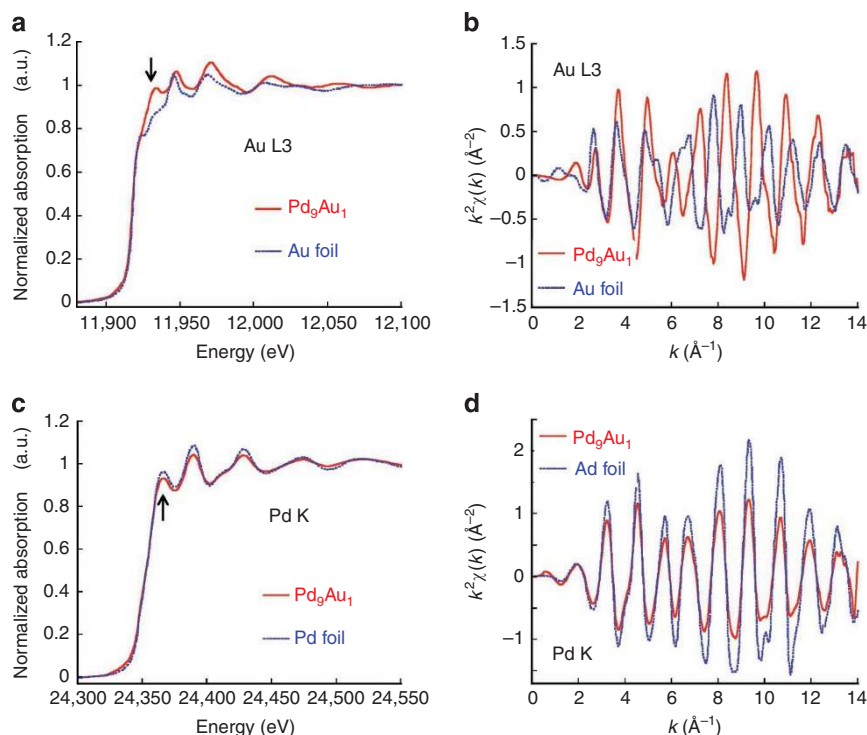 a
Normalized absorption (a.u.)
1.2
1
0.8
0.6
0.4
0.2
0
Au L3
Pd₉Au₁
Au foil
11,900 11,950 12,000 12,050 12,100
Energy (eV)
b
k²χ(k) (Å⁻²)
1.5
1
0.5
0
−0.5
−1
−1.5
Au L3
Pd₉Au₁
Au foil
0 2 4 6 8 10 12 14
k (Å⁻¹)
c
Normalized absorption (a.u.)
1.2
1
0.8
0.6
0.4
0.2
0
Pd K
Pd₉Au₁
Pd foil
24,300 24,350 24,400 24,450 24,500 24,550
Energy (eV)
d
k²χ(k) (Å⁻²)
2
1
0
−1
Pd₉Au₁
Ad foil
Pd K
0 2 4 6 8 10 12 14
k (Å⁻¹)